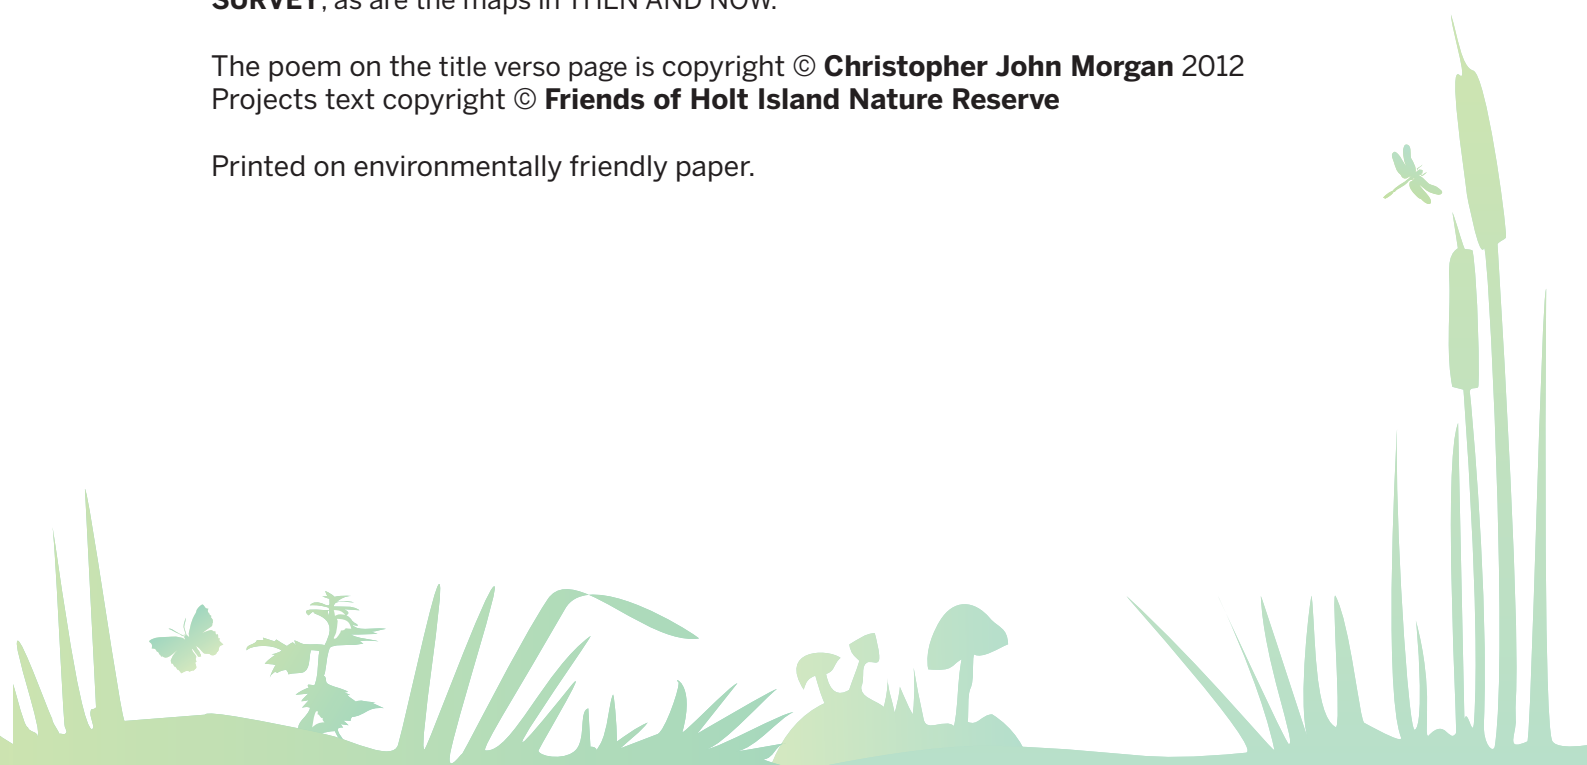 SURVEY, as are the maps in THEN AND NOW.
The poem on the title verso page is copyright © Christopher John Morgan 2012
Projects text copyright © Friends of Holt Island Nature Reserve
Printed on environmentally friendly paper.